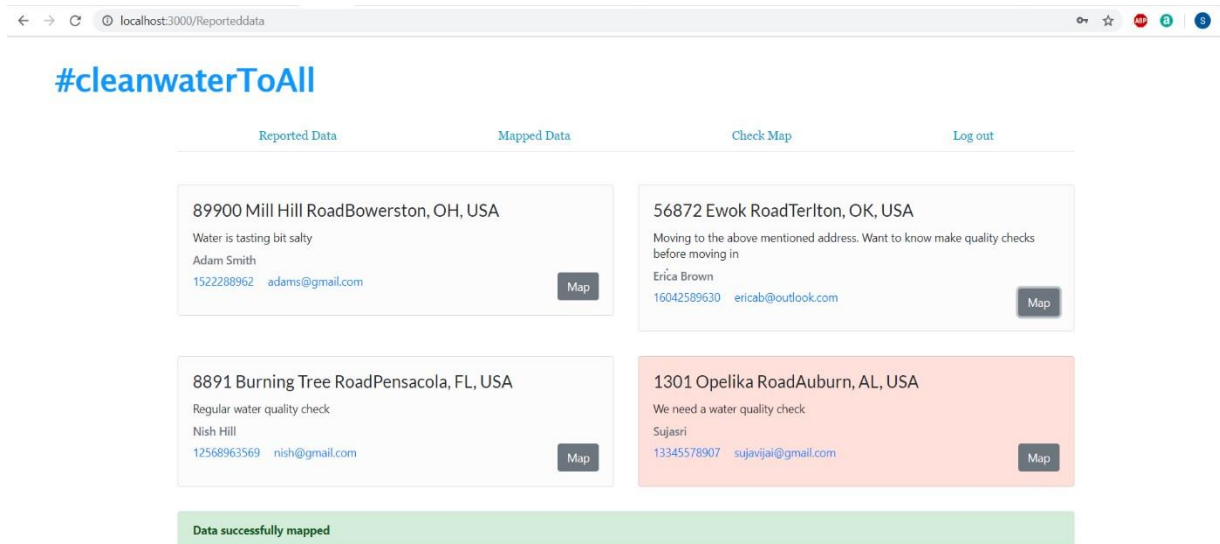 localhost:3000/Reporteddata
ABP
a
S
#cleanwaterToAll
Reported Data Mapped Data Check Map Log out
89900 Mill Hill RoadBowerston, OH, USA
Water is tasting bit salty
Adam Smith
1522288962 adams@gmail.com
Map
56872 Ewok RoadTerlton, OK, USA
Moving to the above mentioned address. Want to know make quality checks
before moving in
Erica Brown
16042589630 ericab@outlook.com
Map
8891 Burning Tree RoadPensacola, FL, USA
Regular water quality check
Nish Hill
12568963569 nish@gmail.com
Map
1301 Opelika RoadAuburn, AL, USA
We need a water quality check
Sujasri
13345578907 sujavijai@gmail.com
Map
Data successfully mapped